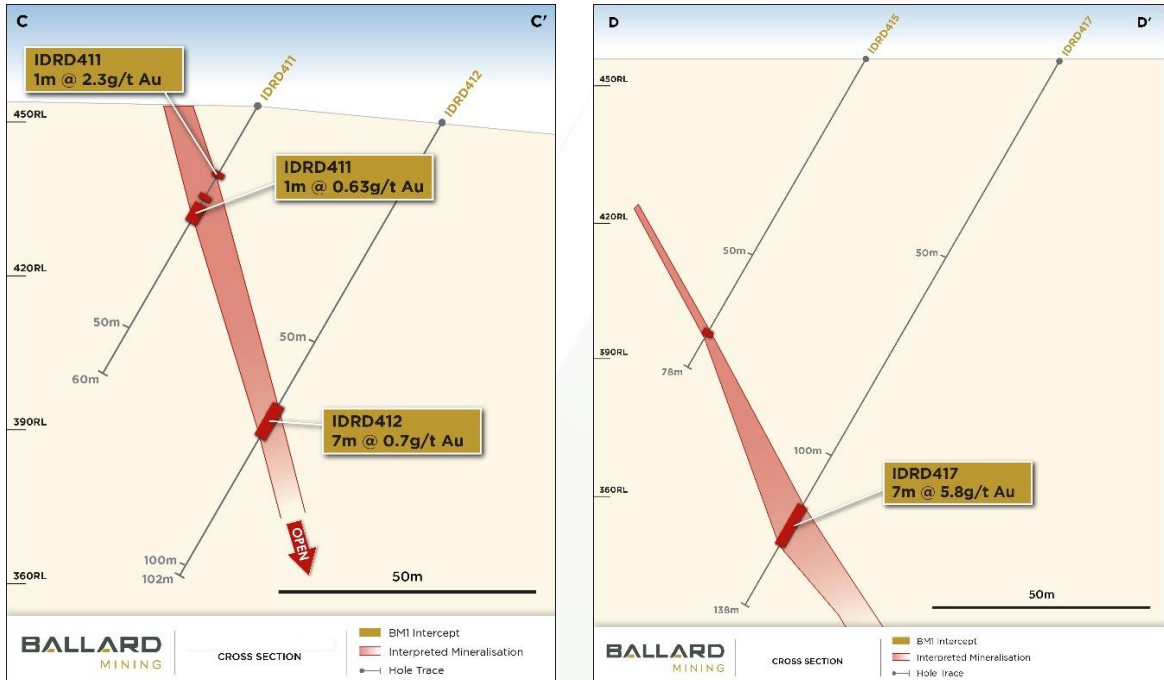 C
C'
IDRD411
1m @ 2.3g/t Au
IDRD411
IDRD412
450RL
IDRD411
1m @ 0.63g/t Au
420RL
50m
50m
60m
390RL
IDRD412
7m @ 0.7g/t Au
OPEN
100m
102m
360RL
50m
BALLARD
MINING
CROSS SECTION
BM1 Intercept
Interpreted Mineralisation
Hole Trace
D
D'
IDRD415
IDRD417
450RL
420RL
50m
50m
390RL
78m
100m
360RL
IDRD417
7m @ 5.8g/t Au
138m
50m
BALLARD
MINING
CROSS SECTION
BM1 Intercept
Interpreted Mineralisation
Hole Trace